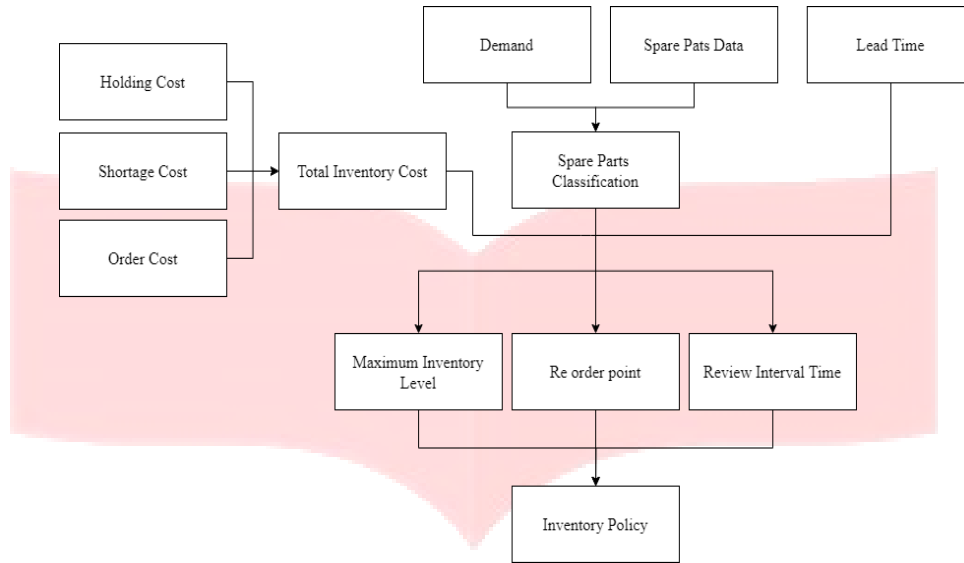 Demand
Spare Pats Data
Lead Time
Holding Cost
Shortage Cost
Total Inventory Cost
Spare Parts
Classification
Order Cost
Maximum Inventory
Level
Re order point
Review Interval Time
Inventory Policy